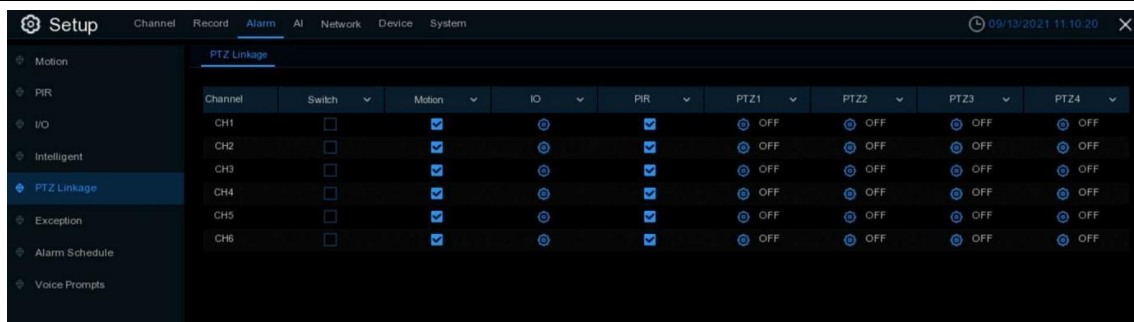 Setup Channel Record Alarm AI Network Device System 09/13/2021 11:10:20
PTZ Linkage
Motion
PIR
I/O
Intelligent
PTZ Linkage
Exception
Alarm Schedule
Voice Prompts
Channel Switch Motion IO PIR PTZ1 PTZ2 PTZ3 PTZ4
CH1 OFF OFF OFF OFF
CH2 OFF OFF OFF OFF
CH3 OFF OFF OFF OFF
CH4 OFF OFF OFF OFF
CH5 OFF OFF OFF OFF
CH6 OFF OFF OFF OFF